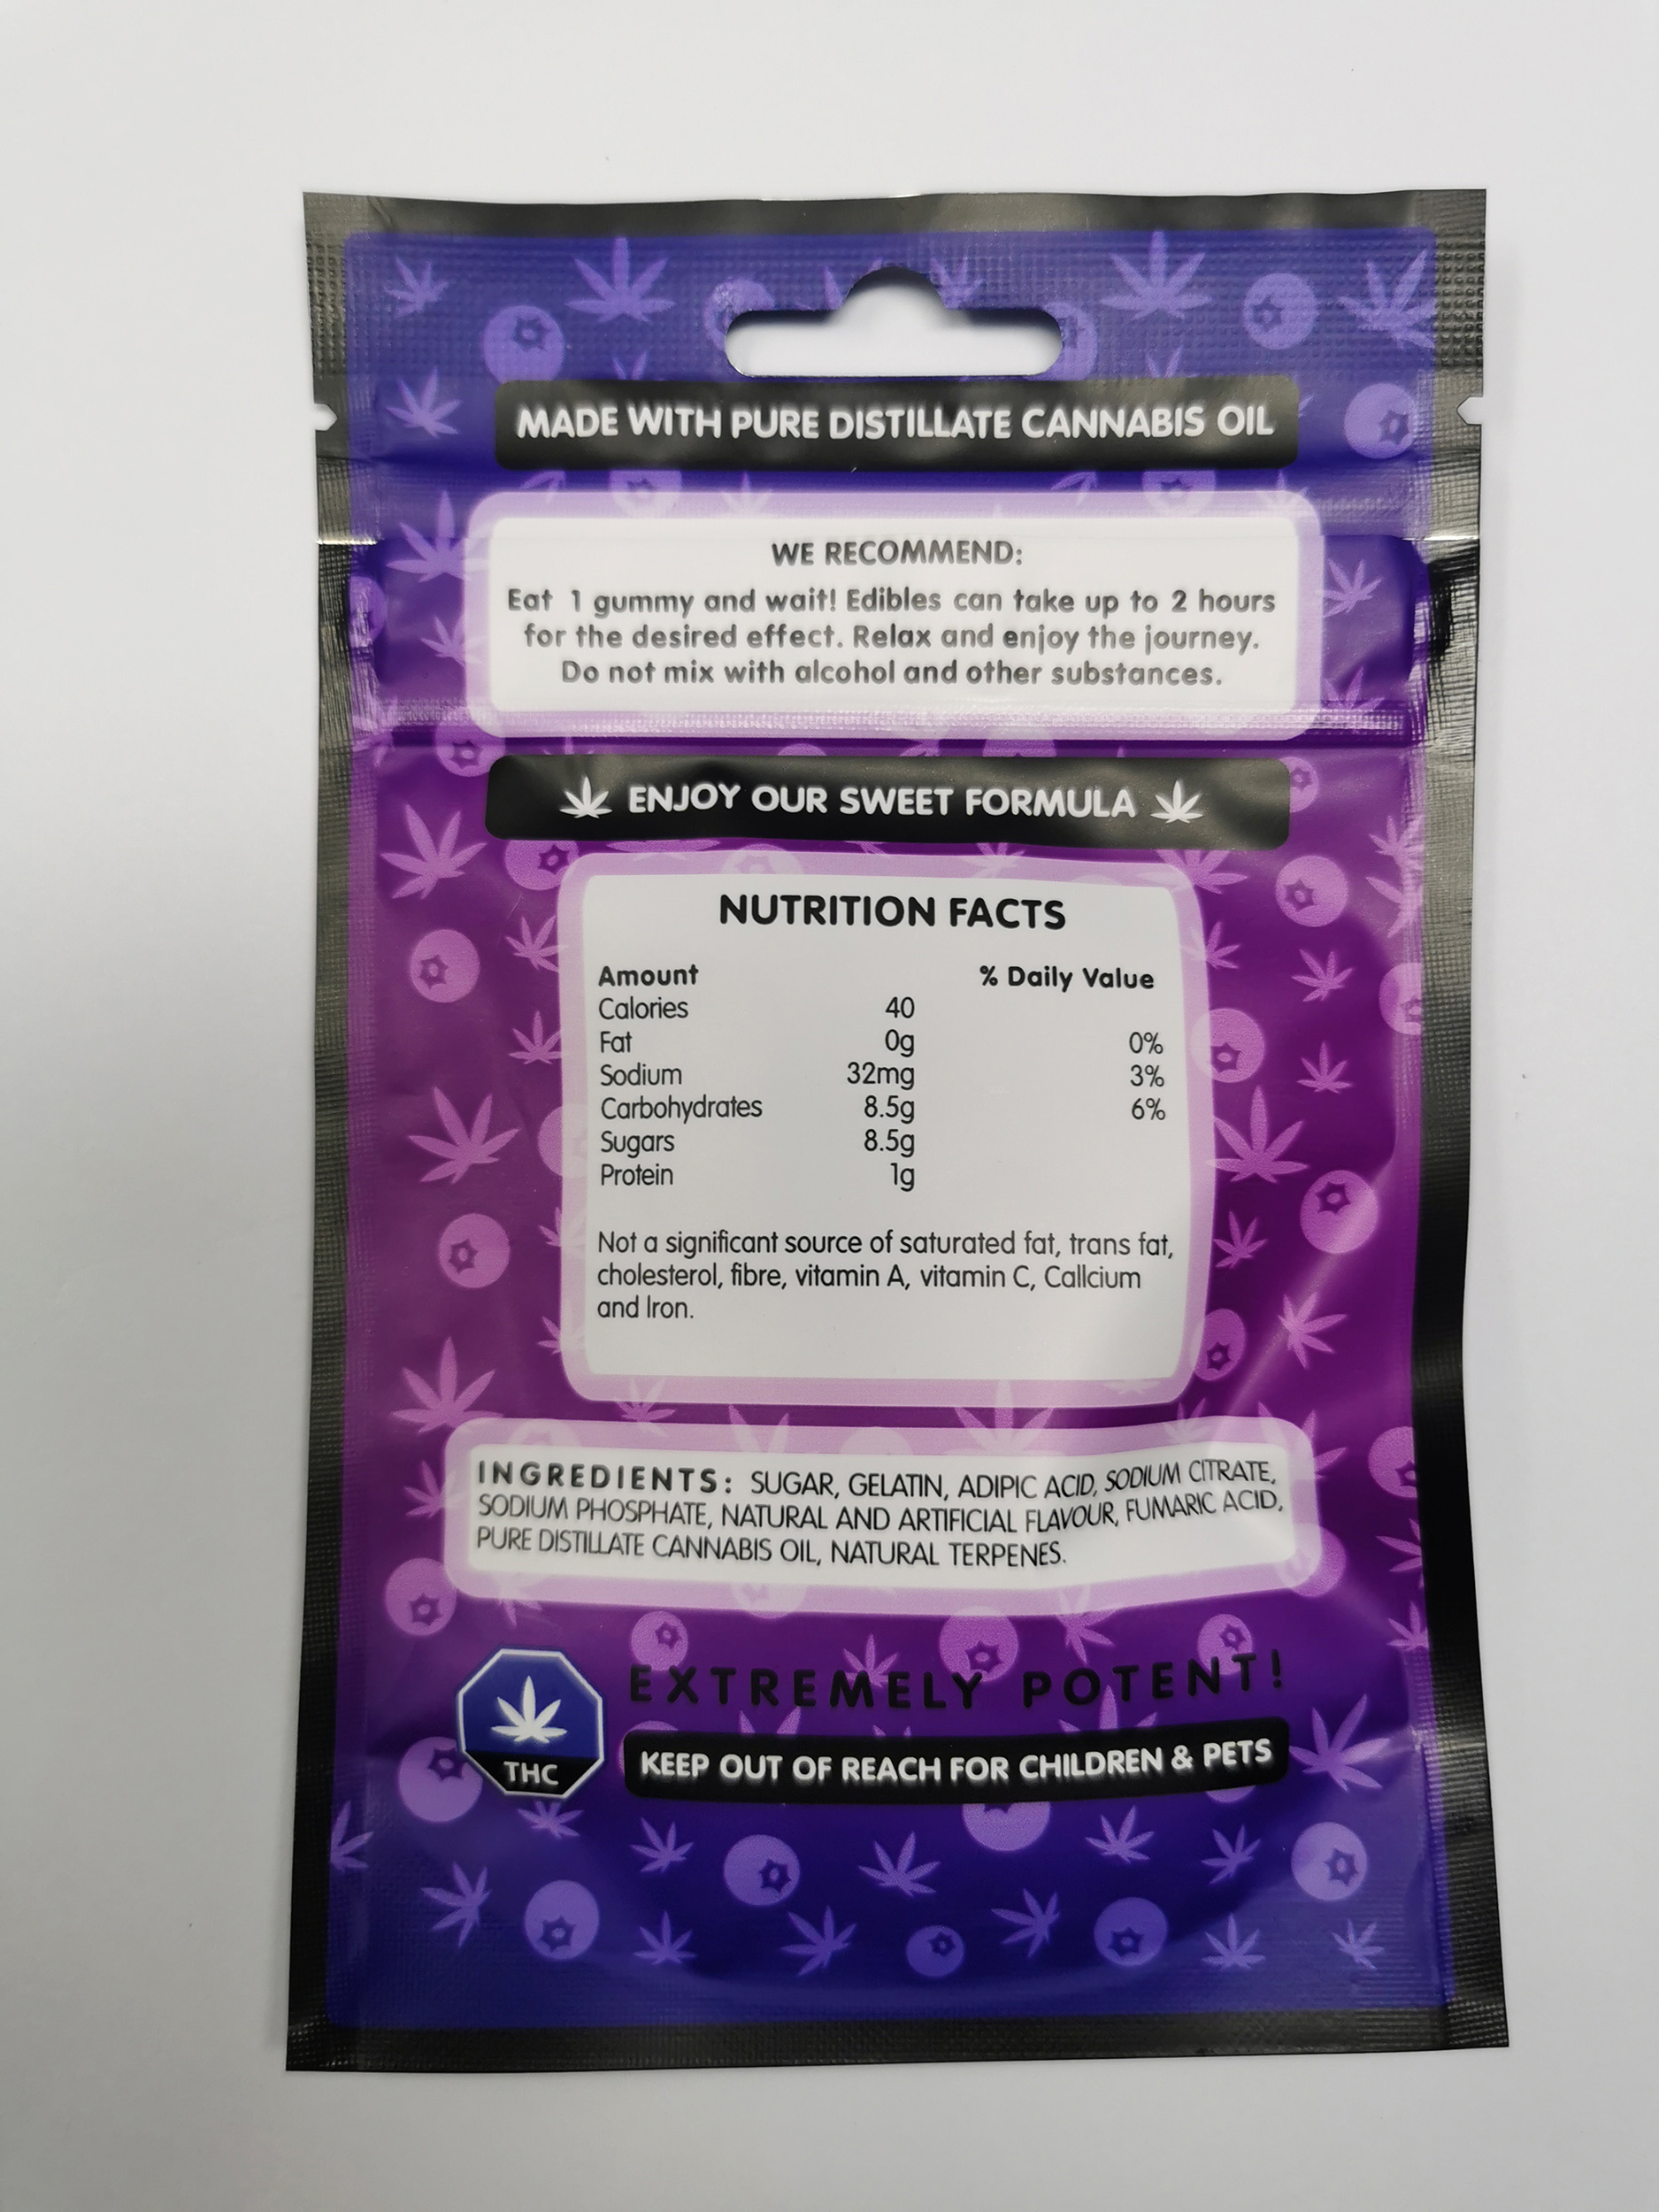 MADE WITH PURE DISTILLATE CANNABIS OIL
WE RECOMMEND:
Eat 1 gummy and wait! Edibles can take up to 2 hours
for the desired effect. Relax and enjoy the journey.
Do not mix with alcohol and other substances.
ENJOY OUR SWEET FORMULA
NUTRITION FACTS
Amount % Daily Value
Calories 40
Fat 0g 0%
Sodium 32mg 3%
Carbohydrates 8.5g 6%
Sugars 8.5g
Protein 1g
Not a significant source of saturated fat, trans fat,
cholesterol, fibre, vitamin A, vitamin C, Callcium
and Iron.
INGREDIENTS: SUGAR, GELATIN, ADIPIC ACID, SODIUM CITRATE,
SODIUM PHOSPHATE, NATURAL AND ARTIFICIAL FLAVOUR, FUMARIC ACID,
PURE DISTILLATE CANNABIS OIL, NATURAL TERPENES.
EXTREMELY POTENT!
THC
KEEP OUT OF REACH FOR CHILDREN & PETS